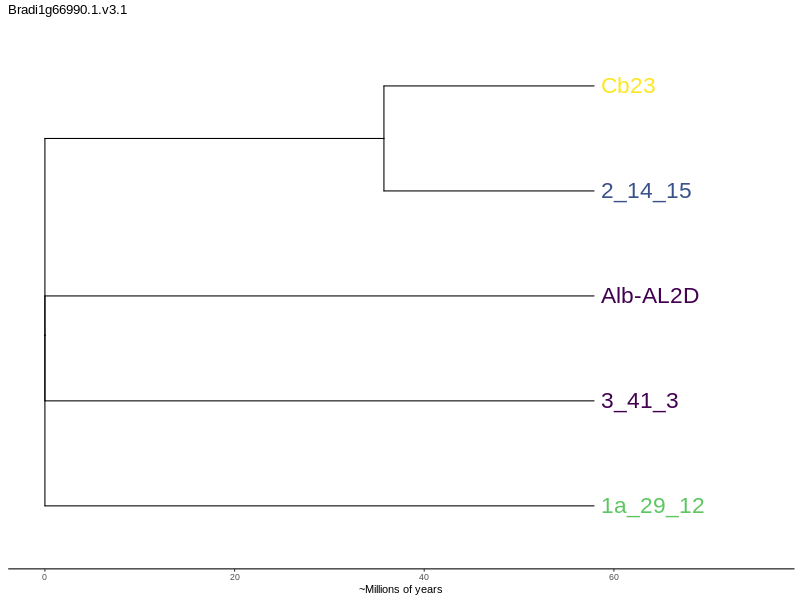 Bradi1g66990.1.v3.1
Cb23
2_14_15
Alb-AL2D
3_41_3
1a_29_12
0 20 40 60
~Millions of years